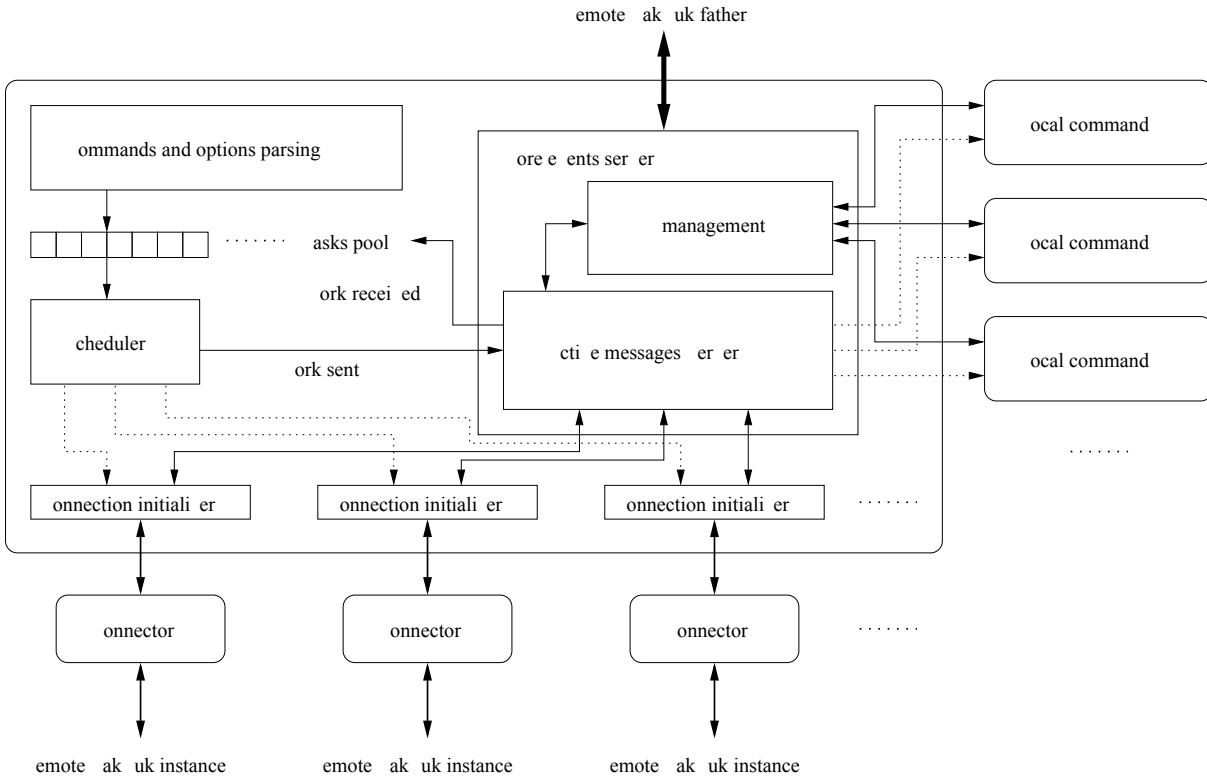 emote ak uk father
ommands and options parsing
ocal command
ore e ents ser er
management
ocal command
asks pool
ork recei ed
cheduler
cti e messages er er
ocal command
ork sent
onnection initiali er
onnection initiali er
onnection initiali er
onnector
onnector
onnector
emote ak uk instance
emote ak uk instance
emote ak uk instance